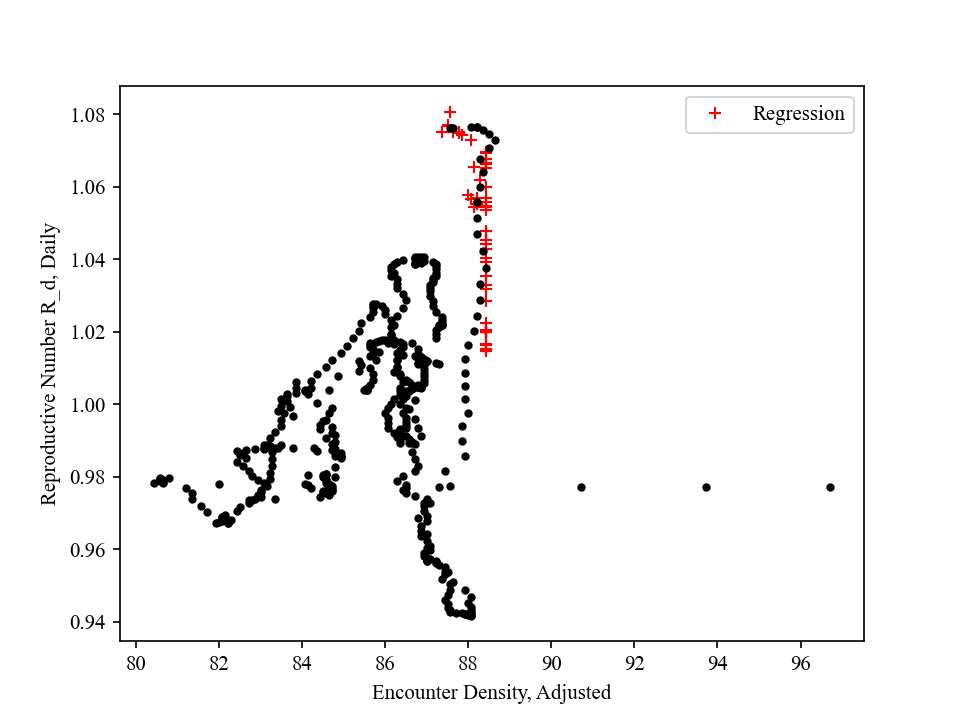 Regression
1.08
1.06
1.04
1.02
1.00
0.98
0.96
0.94
Reproductive Number R_d, Daily
80 82 84 86 88 90 92 94 96
Encounter Density, Adjusted